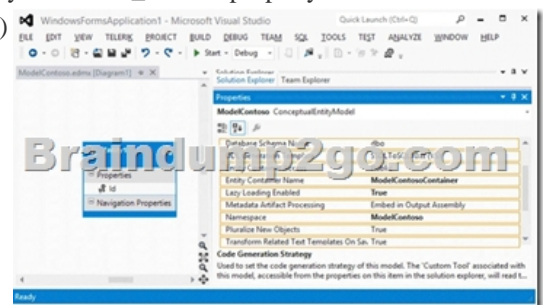 WindowsFormsApplication1 - Microsoft Visual Studio
Quick Launch (Ctrl+Q)
FILE EDIT VIEW TELERIK PROJECT BUILD DEBUG TEAM SQL TOOLS TEST ANALYZE WINDOW HELP
Start - Debug
ModelContoso.edmx [Diagram1]
Solution Explorer
Solution Explorer Team Explorer
Properties
ModelContoso ConceptualEntityModel
Database Schema Name dbo
Braindump2go.com
Properties
Id
Navigation Properties
Entity Container Name ModelContosoContainer
Lazy Loading Enabled True
Metadata Artifact Processing Embed in Output Assembly
Namespace ModelContoso
Pluralize New Objects True
Transform Related Text Templates On Sav True
Code Generation Strategy
Used to set the code generation strategy of this model. The 'Custom Tool' associated with
this model, accessible from the properties on this item in the solution explorer, will read t...
Ready